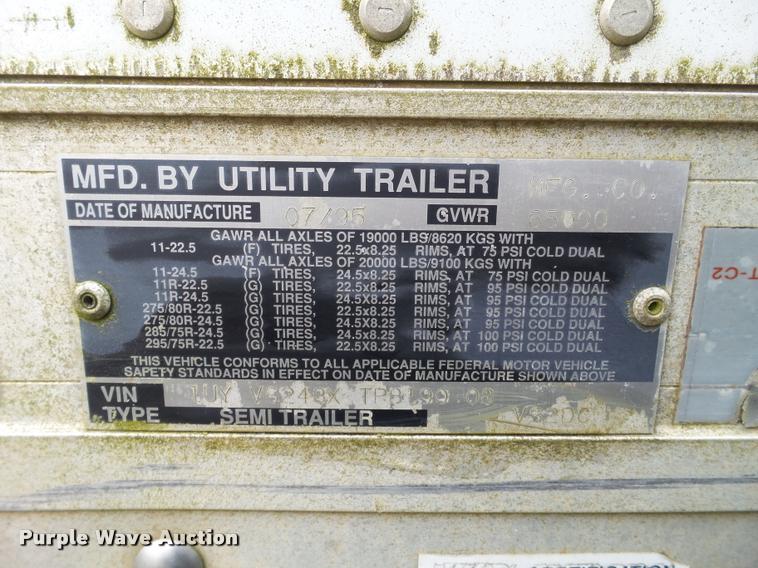 MFD. BY UTILITY TRAILER MFG. CO.
DATE OF MANUFACTURE 07/95 GVWR
GAWR ALL AXLES OF 19000 LBS/8620 KGS WITH
11-22.5 (F) TIRES, 22.5x8.25 RIMS, AT 75 PSI COLD DUAL
GAWR ALL AXLES OF 20000 LBS/9100 KGS WITH
11-24.5 (F) TIRES, 24.5x8.25 RIMS, AT 75 PSI COLD DUAL
11R-22.5 (G) TIRES, 22.5x8.25 RIMS, AT 95 PSI COLD DUAL
11R-24.5 (G) TIRES, 24.5X8.25 RIMS, AT 95 PSI COLD DUAL
275/80R-22.5 (G) TIRES, 22.5X8.25 RIMS, AT 95 PSI COLD DUAL
275/80R-24.5 (G) TIRES, 24.5X8.25 RIMS, AT 95 PSI COLD DUAL
285/75R-24.5 (G) TIRES, 24.5X8.25 RIMS, AT 100 PSI COLD DUAL
295/75R-22.5 (G) TIRES, 22.5X8.25 RIMS, AT 100 PSI COLD DUAL
THIS VEHICLE CONFORMS TO ALL APPLICABLE FEDERAL MOTOR VEHICLE
SAFETY STANDARDS IN EFFECT ON DATE OF MANUFACTURE SHOWN ABOVE
VIN 1UY
TYPE SEMI TRAILER
T-C2
Purple Wave Auction